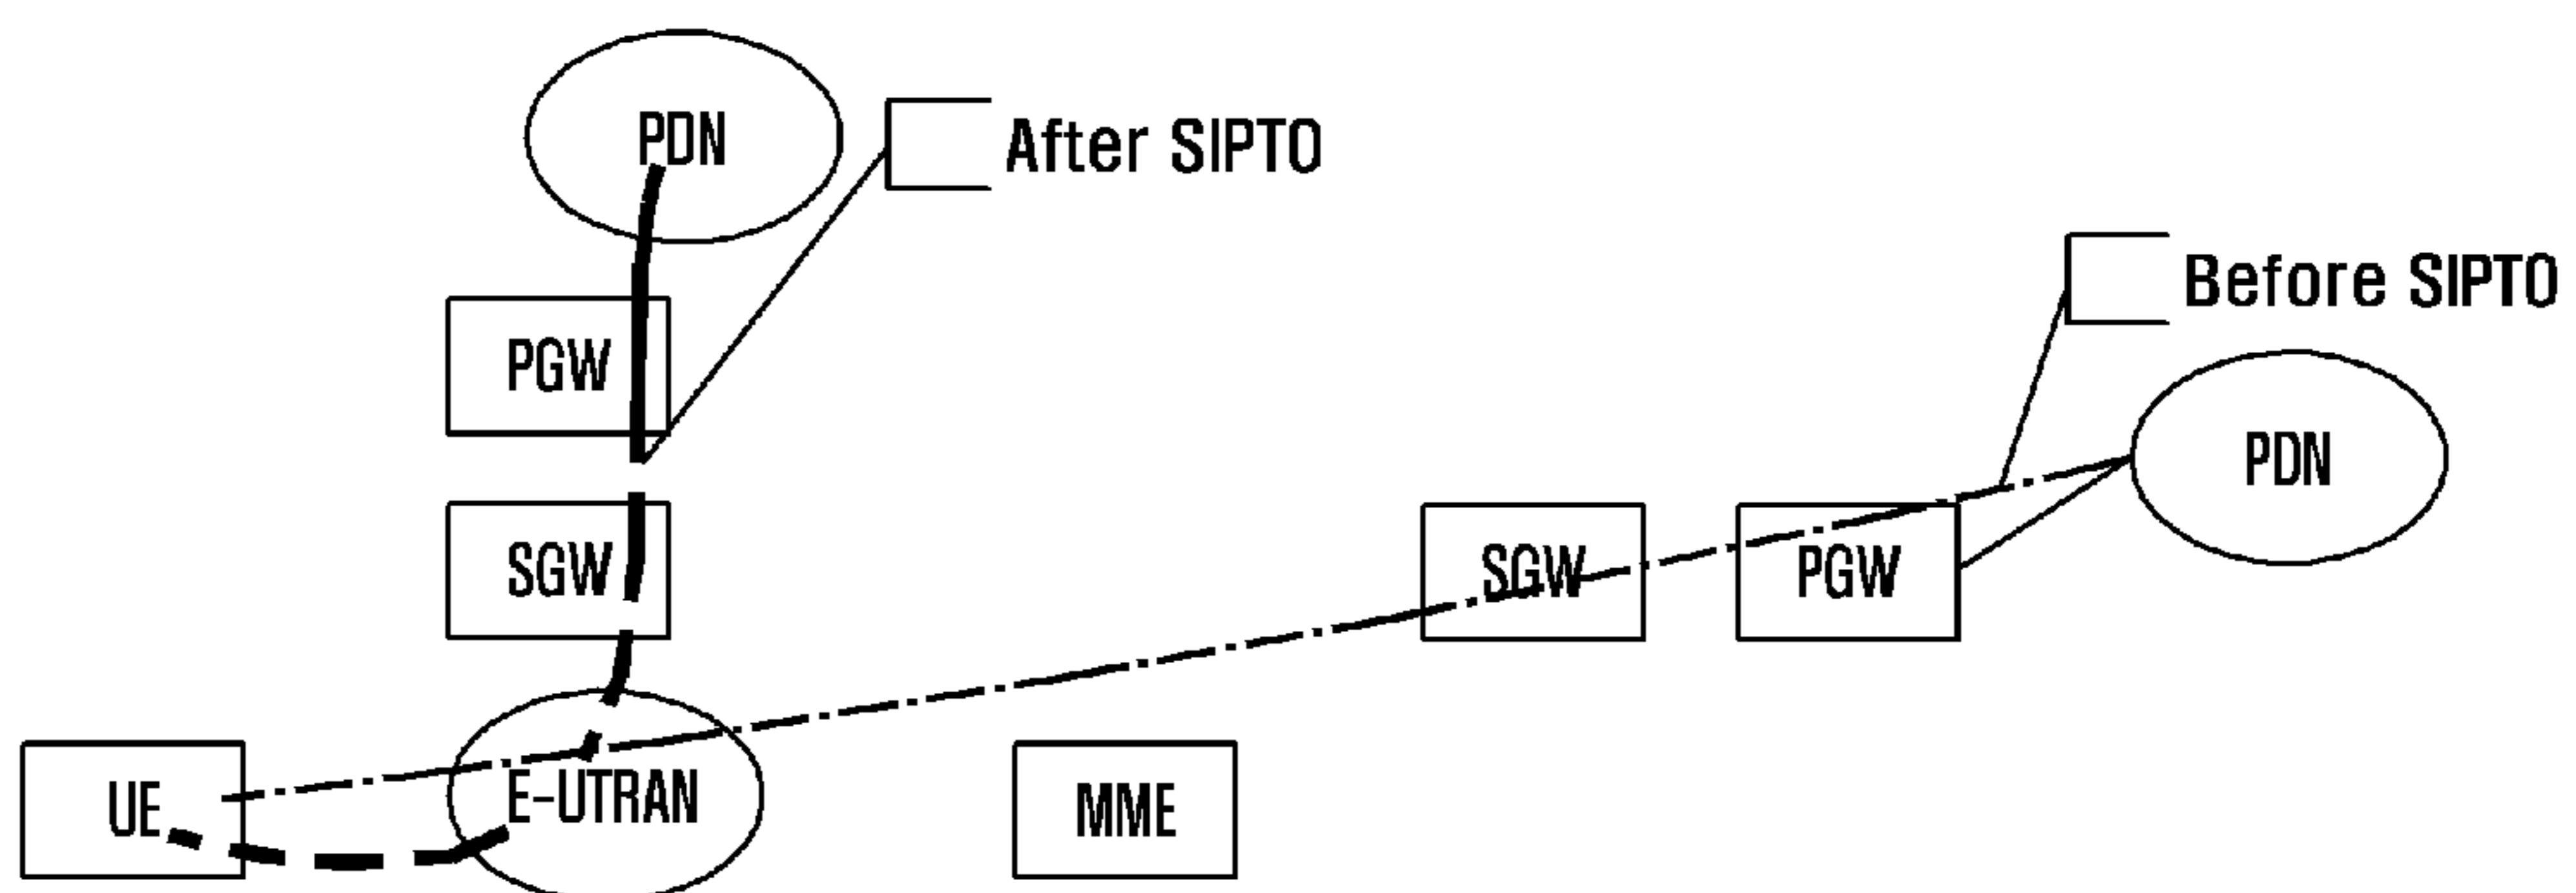 PDN
After SIPTO
Before SIPTO
PGW
PDN
SGW
SGW
PGW
UE
E-UTRAN
MME